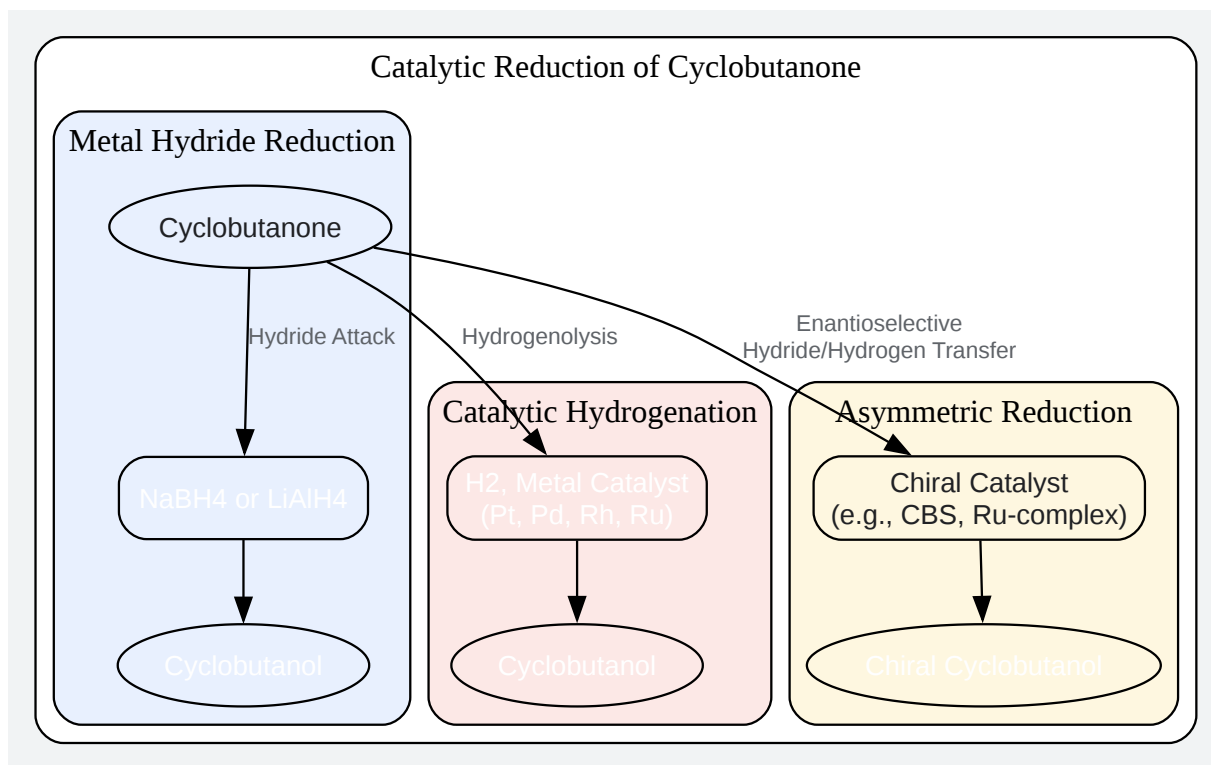 Catalytic Reduction of Cyclobutanone
Metal Hydride Reduction
Cyclobutanone
Hydride Attack
Hydrogenolysis
Enantioselective
Hydride/Hydrogen Transfer
Catalytic Hydrogenation
Asymmetric Reduction
NaBH4 or LiAlH4
H2, Metal Catalyst
(Pt, Pd, Rh, Ru)
Chiral Catalyst
(e.g., CBS, Ru-complex)
Cyclobutanol
Cyclobutanol
Chiral Cyclobutanol